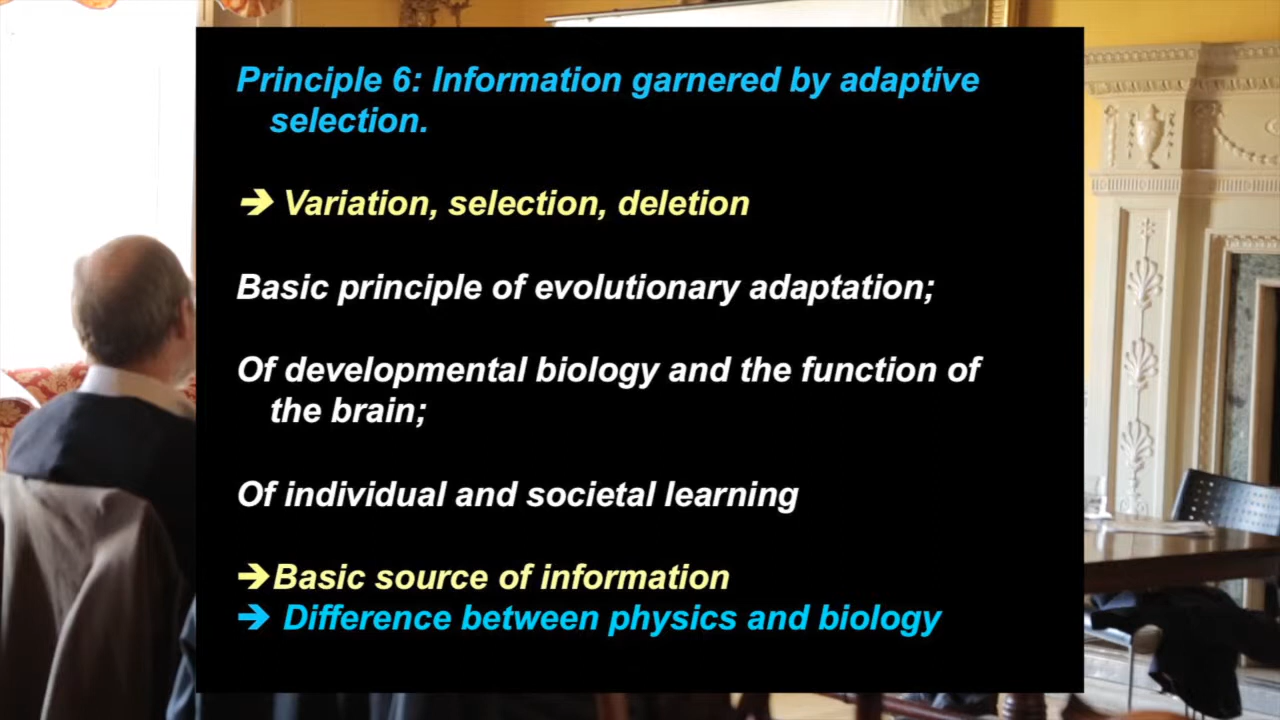 Principle 6: Information garnered by adaptive
selection.
➔ Variation, selection, deletion
Basic principle of evolutionary adaptation;
Of developmental biology and the function of
the brain;
Of individual and societal learning
➔Basic source of information
➔ Difference between physics and biology